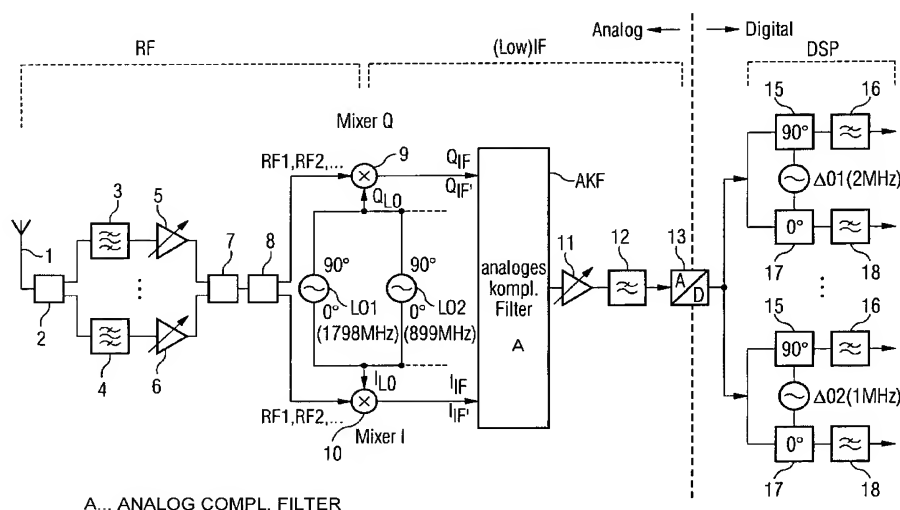 RF
(Low)IF
Analog
Digital
DSP
Mixer Q
RF1,RF2,...
9
QIF
QIF'
QLO
AKF
15
16
90°
Δ01(2MHz)
0°
17
18
3
5
7
8
1
2
4
6
90°
LO1
0°
(1798MHz)
90°
LO2
0°
(899MHz)
analoges
kompl.
Filter
A
11
12
13
A
D
15
16
90°
Δ02(1MHz)
0°
17
18
ILO
IIF
IIF'
RF1,RF2,...
10
Mixer I
A... ANALOG COMPL. FILTER